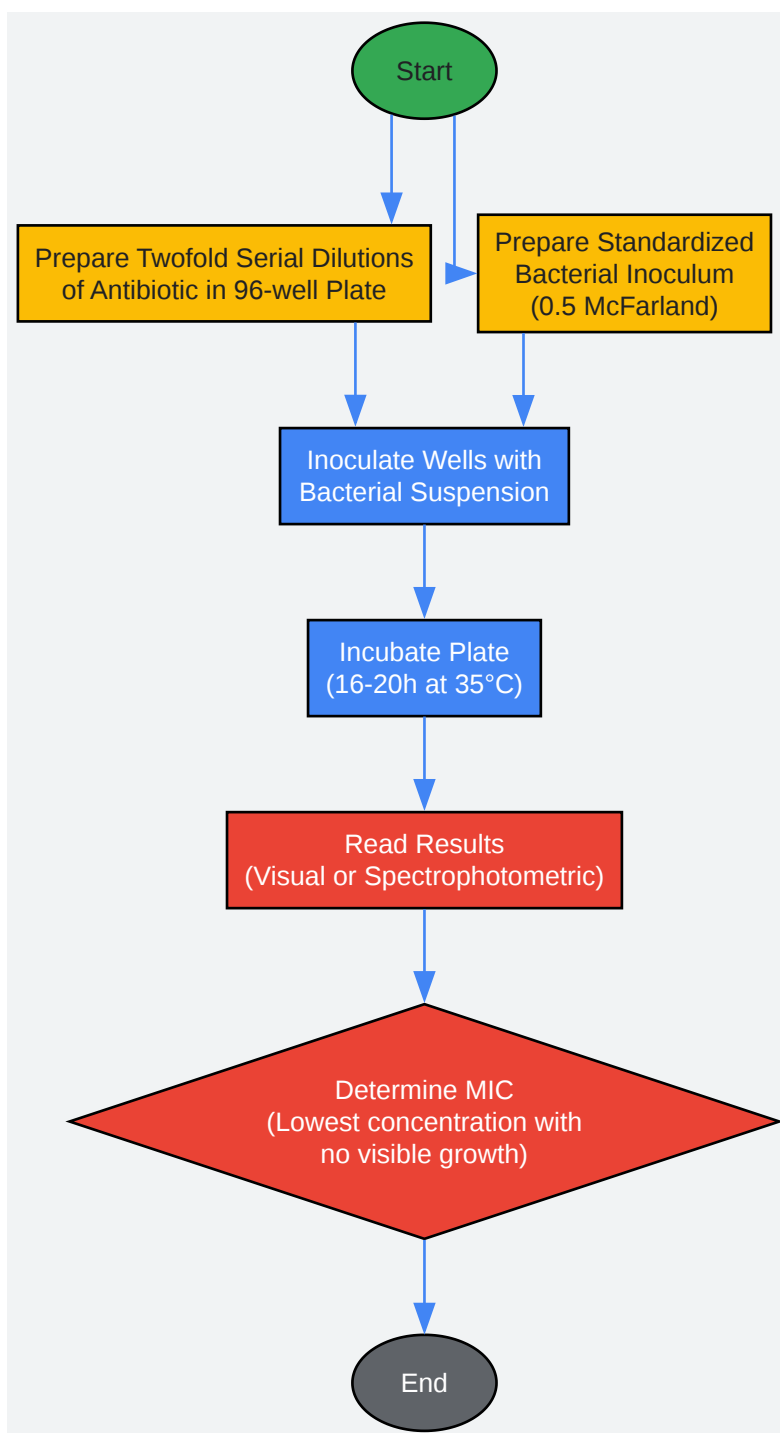 Start
Prepare Twofold Serial Dilutions
of Antibiotic in 96-well Plate
Prepare Standardized
Bacterial Inoculum
(0.5 McFarland)
Inoculate Wells with
Bacterial Suspension
Incubate Plate
(16-20h at 35°C)
Read Results
(Visual or Spectrophotometric)
Determine MIC
(Lowest concentration with
no visible growth)
End